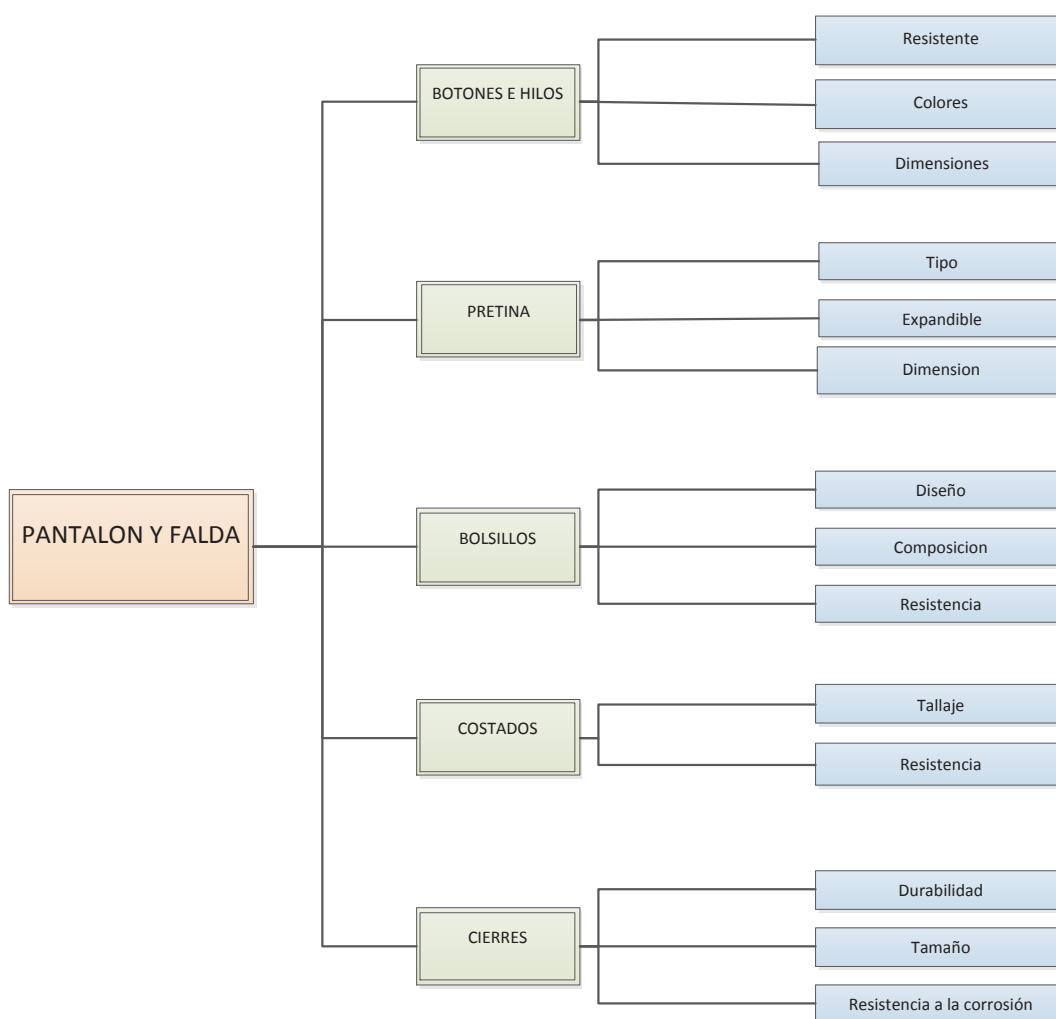 PANTALON Y FALDA
BOTONES E HILOS
Resistente
Colores
Dimensiones
PRETINA
Tipo
Expandible
Dimension
BOLSILLOS
Diseño
Composicion
Resistencia
COSTADOS
Tallaje
Resistencia
CIERRES
Durabilidad
Tamaño
Resistencia a la corrosión